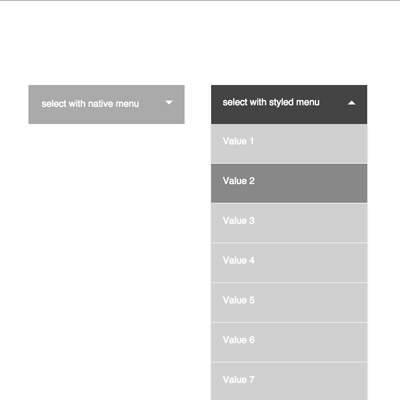 select with native menu
select with styled menu
Value 1
Value 2
Value 3
Value 4
Value 5
Value 6
Value 7